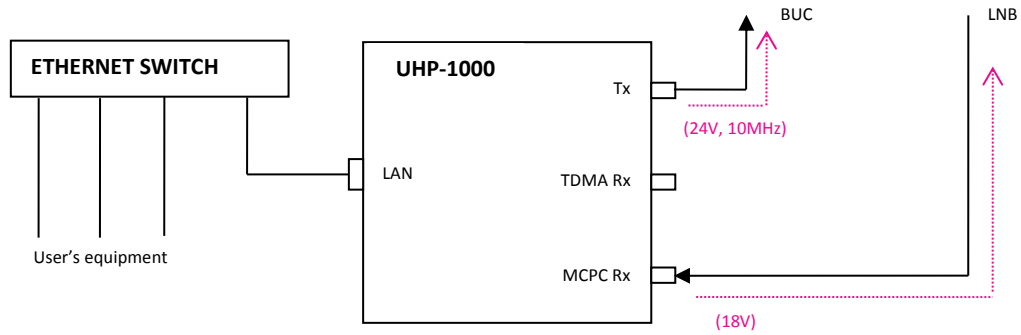 BUC
LNB
ETHERNET SWITCH
UHP-1000
Tx
(24V, 10MHz)
LAN
TDMA Rx
User's equipment
MCPC Rx
(18V)